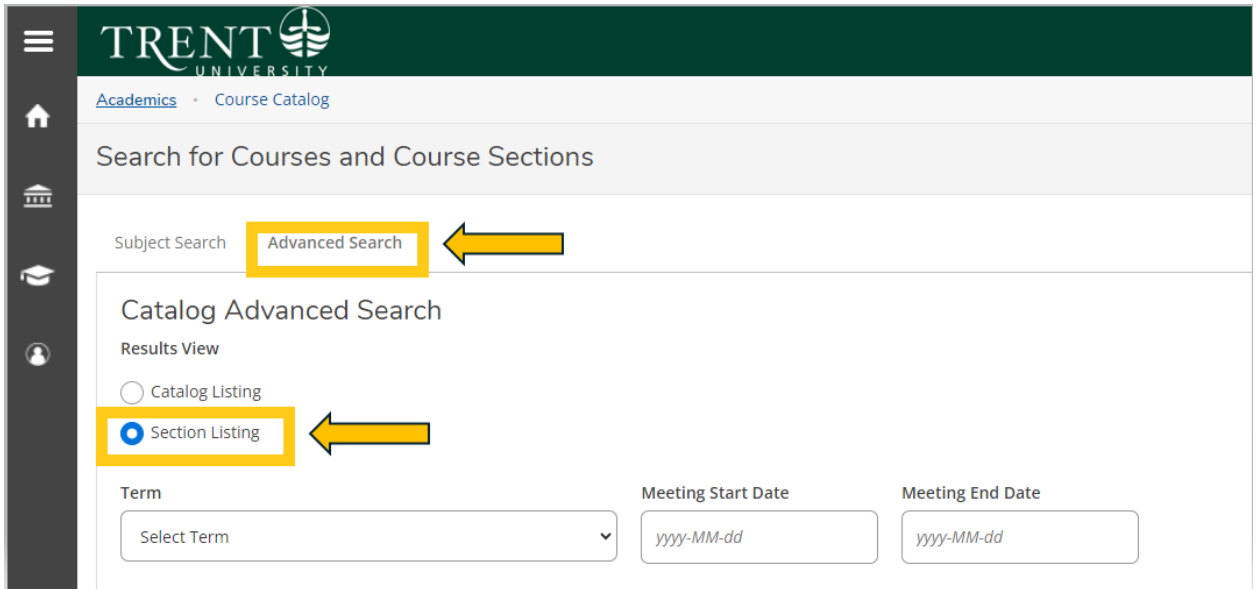 TRENT
UNIVERSITY
Academics · Course Catalog
Search for Courses and Course Sections
Subject Search Advanced Search
Catalog Advanced Search
Results View
Catalog Listing
Section Listing
Term Meeting Start Date Meeting End Date
Select Term yyyy-MM-dd yyyy-MM-dd